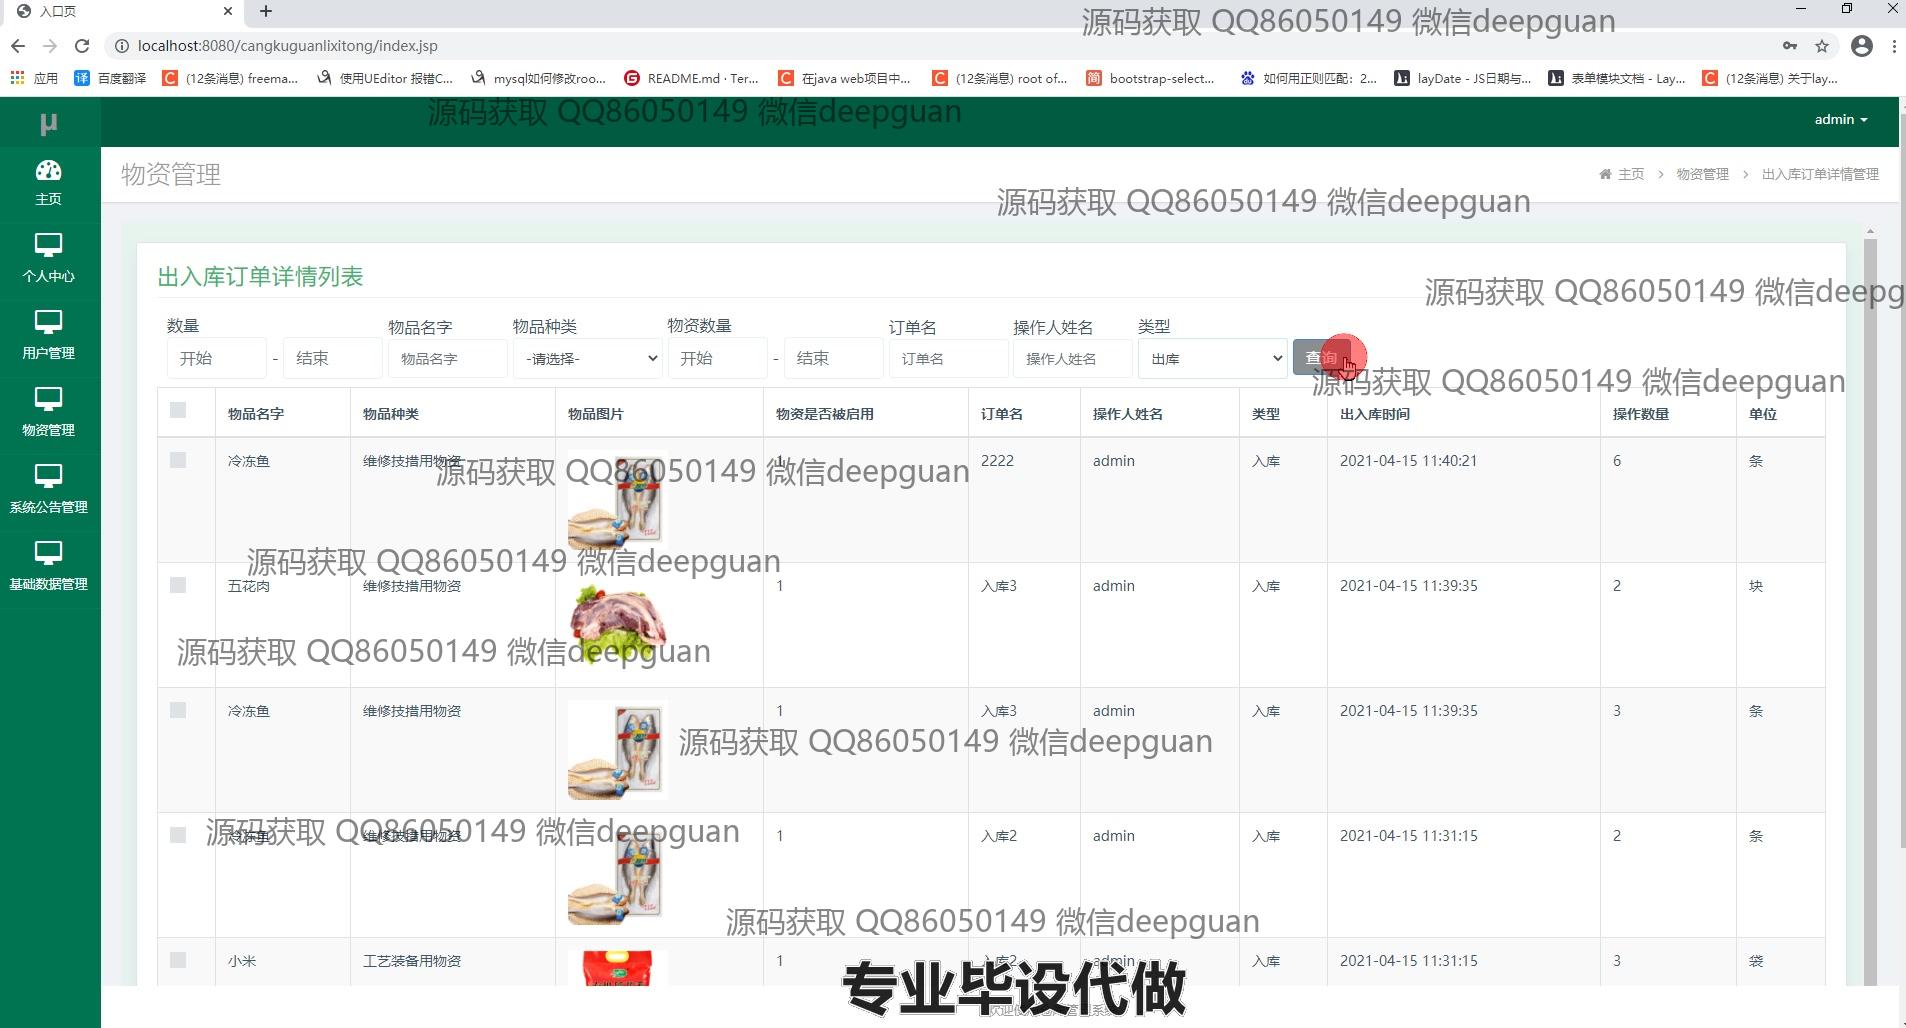 入口页
源码获取 QQ86050149 微信deepguan
localhost:8080/cangkuguanlixitong/index.jsp
应用 百度翻译 (12条消息) freema... 使用UEditor 报错C... mysql如何修改roo... README.md · Ter... 在java web项目中... (12条消息) root of... bootstrap-select... 如何用正则匹配：2... layDate - JS日期与... 表单模块文档 - Lay... (12条消息) 关于lay...
源码获取 QQ86050149 微信deepguan
μ
admin
主页
个人中心
用户管理
物资管理
系统公告管理
基础数据管理
物资管理
主页 > 物资管理 > 出入库订单详情管理
源码获取 QQ86050149 微信deepguan
出入库订单详情列表
源码获取 QQ86050149 微信deepg
数量 物品名字 物品种类 物资数量 订单名 操作人姓名 类型
开始 - 结束 物品名字 -请选择- 开始 - 结束 订单名 操作人姓名 出库 查询
源码获取 QQ86050149 微信deepguan
物品名字 物品种类 物品图片 物资是否被启用 订单名 操作人姓名 类型 出入库时间 操作数量 单位
冷冻鱼 维修技措用物资 1 2222 admin 入库 2021-04-15 11:40:21 6 条
源码获取 QQ86050149 微信deepguan
源码获取 QQ86050149 微信deepguan
五花肉 维修技措用物资 1 入库3 admin 入库 2021-04-15 11:39:35 2 块
源码获取 QQ86050149 微信deepguan
冷冻鱼 维修技措用物资 1 入库3 admin 入库 2021-04-15 11:39:35 3 条
源码获取 QQ86050149 微信deepguan
冷冻鱼 维修技措用物资 1 入库2 admin 入库 2021-04-15 11:31:15 2 条
源码获取 QQ86050149 微信deepguan
源码获取 QQ86050149 微信deepguan
小米 工艺装备用物资 1 入库2 admin 入库 2021-04-15 11:31:15 3 袋
专业毕设代做